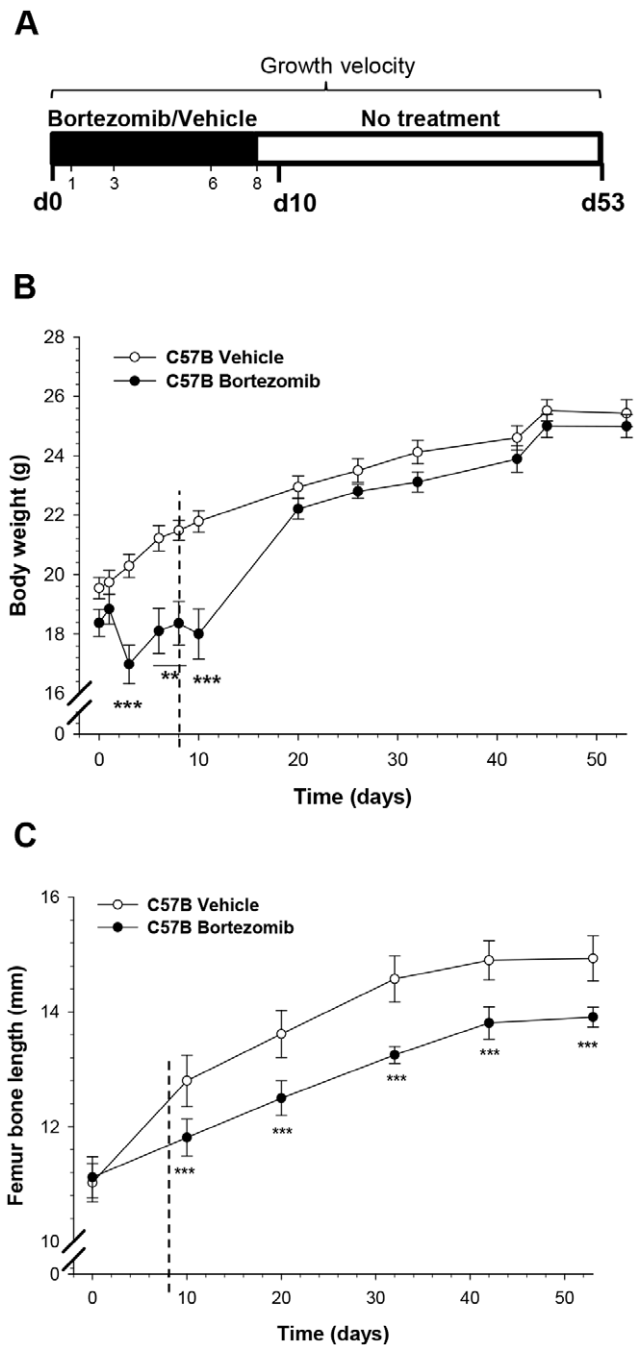 A
Growth velocity
Bortezomib/Vehicle No treatment
1 3 6 8
d0 d10 d53
B
28
26
24
22
20
18
16
0
Body weight (g)
C57B Vehicle
C57B Bortezomib
*** ** ***
0 10 20 30 40 50
Time (days)
C
16
14
12
10
0
Femur bone length (mm)
C57B Vehicle
C57B Bortezomib
*** *** *** *** ***
0 10 20 30 40 50
Time (days)